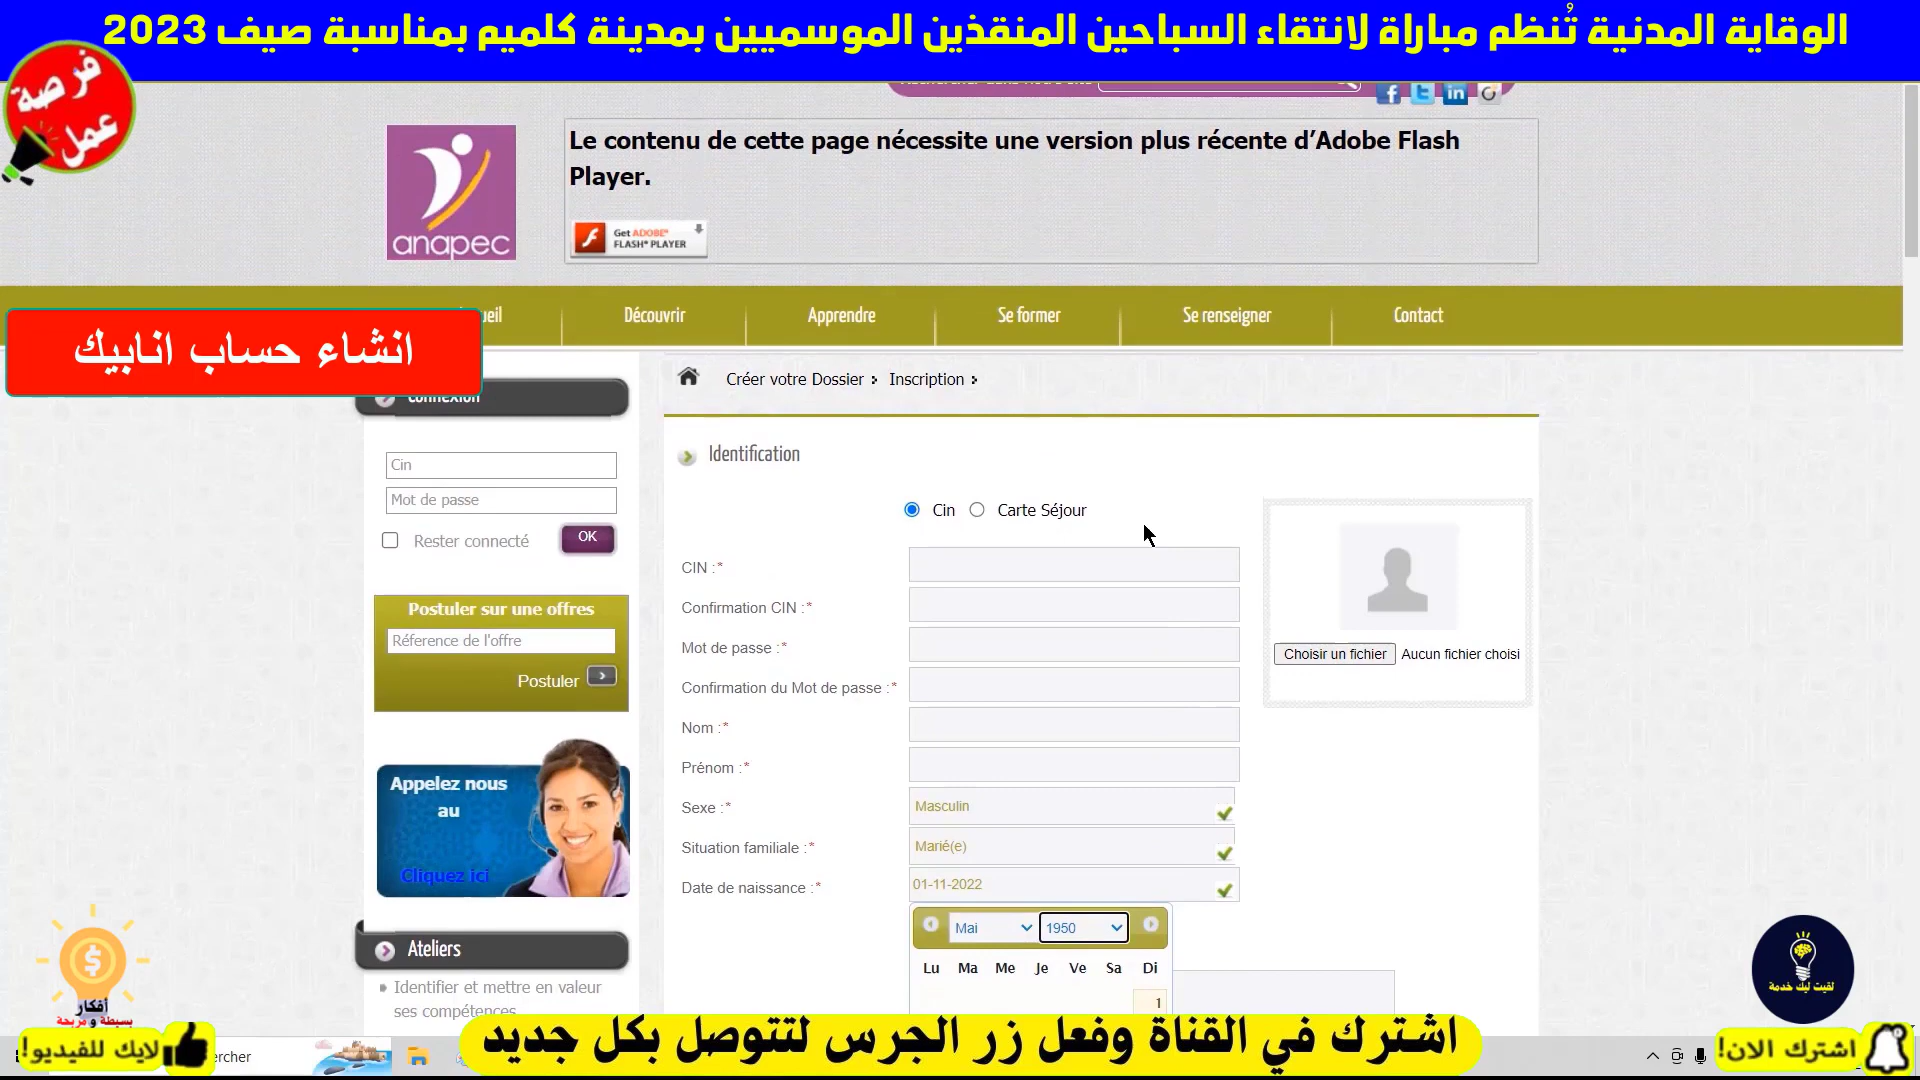 الوقاية المدنية تُنظم مباراة لانتقاء السباحين المنقذين الموسميين بمدينة كلميم بمناسبة صيف 2023
فرصة
عمل
Le contenu de cette page nécessite une version plus récente d’Adobe Flash
Player.
Get ADOBE®
FLASH® PLAYER
anapec
Découvrir
Apprendre
Se former
Se renseigner
Contact
انشاء حساب انابيك
Créer votre Dossier
Inscription
connexion
Cin
Mot de passe
Rester connecté
OK
Postuler sur une offres
Réference de l'offre
Postuler
Appelez nous
au
Cliquez ici
Ateliers
Identifier et mettre en valeur
ses compétences
Identification
Cin
Carte Séjour
CIN :*
Confirmation CIN :*
Mot de passe :*
Confirmation du Mot de passe :*
Nom :*
Prénom :*
Sexe :*
Masculin
Situation familiale :*
Marié(e)
Date de naissance :*
01-11-2022
Mai
1950
Lu Ma Me Je Ve Sa Di
1
Choisir un fichier
Aucun fichier choisi
أفكار
بسيطة و مربحة
لقيت ليك خدمة
لايك للفيديو!
اشترك في القناة وفعل زر الجرس لتتوصل بكل جديد
اشترك الان!